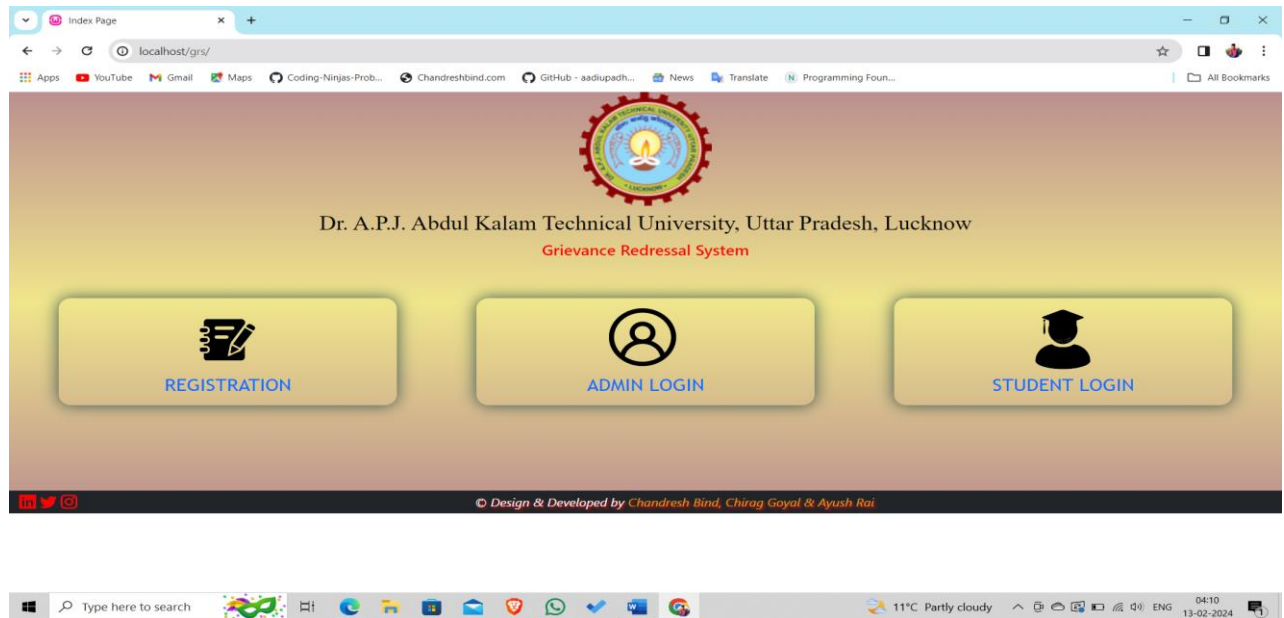 Index Page
localhost/grs/
Apps YouTube Gmail Maps Coding-Ninjas-Prob... Chandreshbind.com GitHub - aadiupadh... News Translate Programming Foun... All Bookmarks
Dr. A.P.J. Abdul Kalam Technical University, Uttar Pradesh, Lucknow
Grievance Redressal System
REGISTRATION ADMIN LOGIN STUDENT LOGIN
© Design & Developed by Chandresh Bind, Chirag Goyal & Ayush Rai
Type here to search 11°C Partly cloudy ENG 04:10
13-02-2024